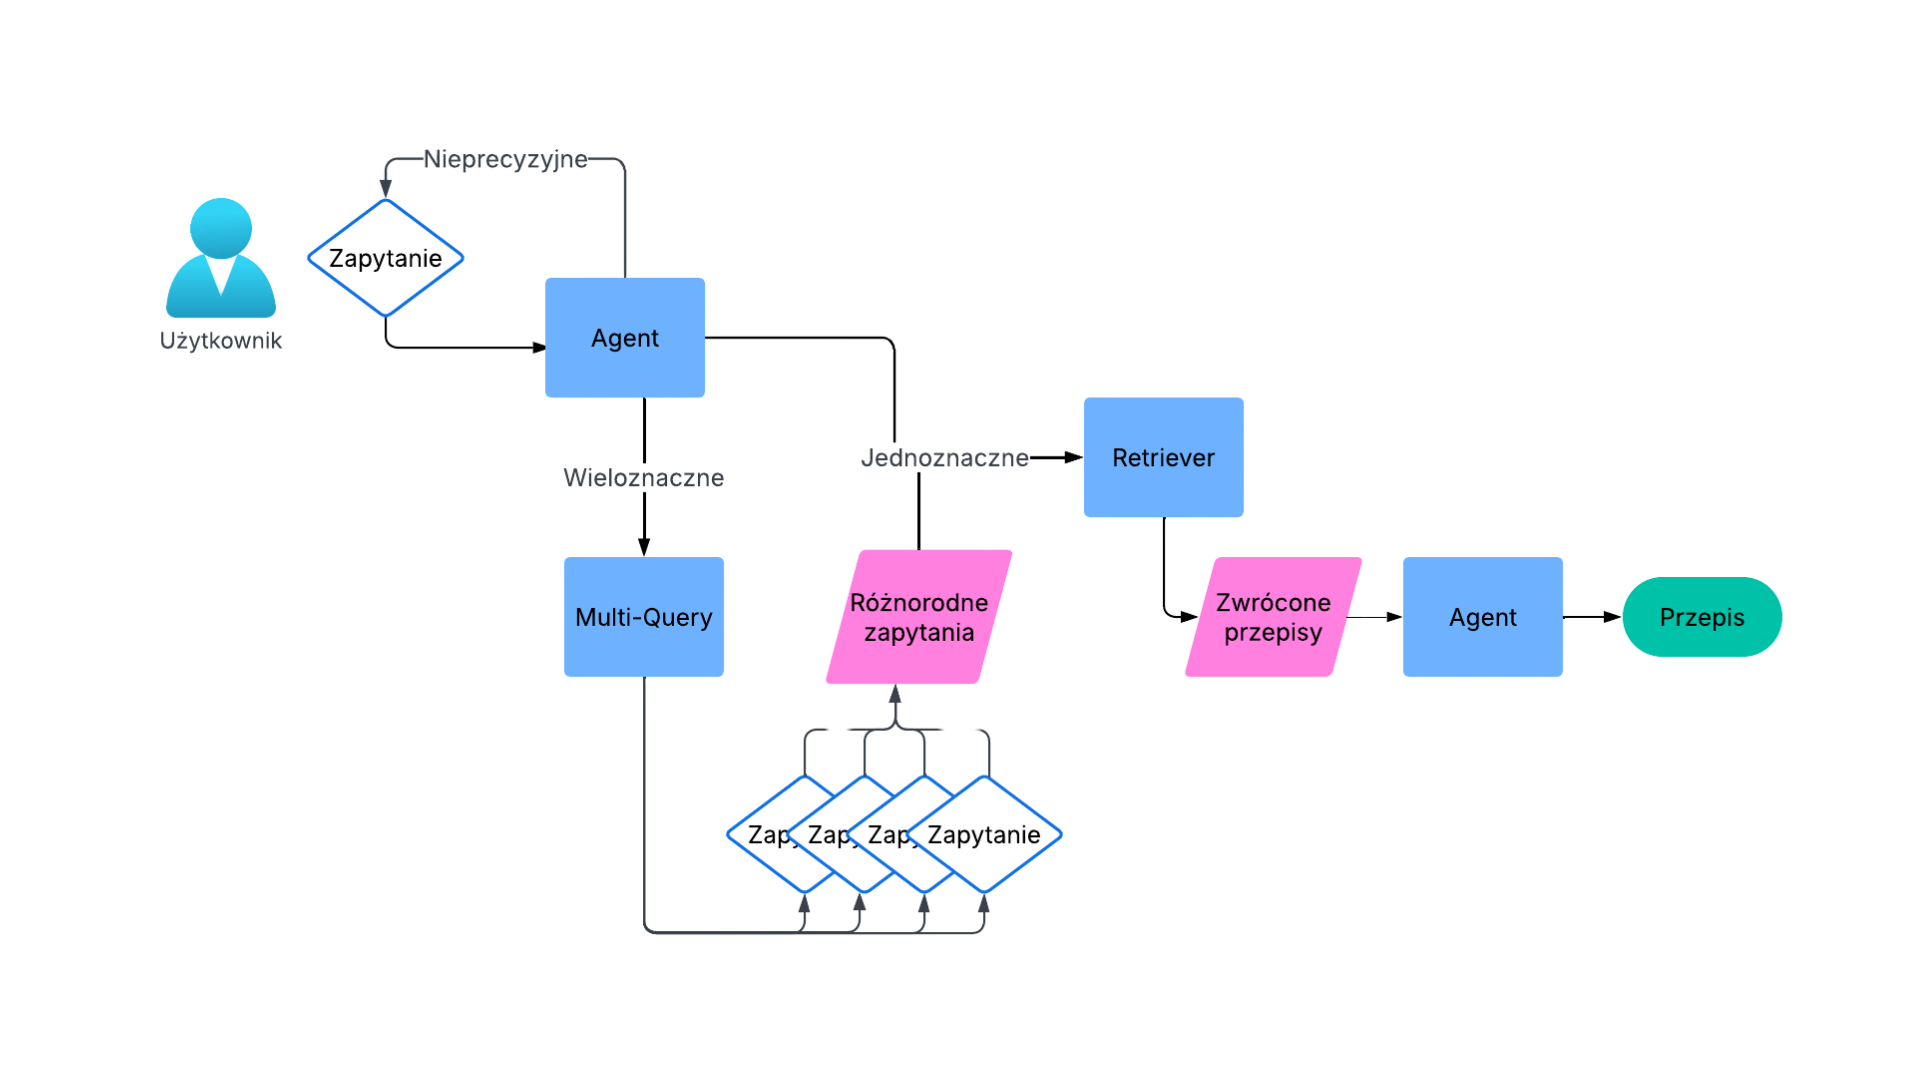 Nieprecyzyjne
Zapytanie
Użytkownik
Agent
Jednoznaczne
Retriever
Wieloznaczne
Multi-Query
Różnorodne
zapytania
Zwrócone
przepisy
Agent
Przepis
Zap
Zap
Zap
Zapytanie